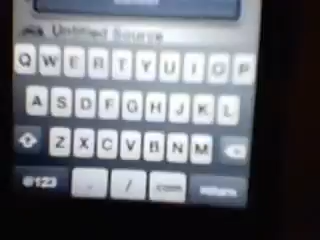 Untitled Source
Q W E R T Y U I O P
A S D F G H J K L
Z X C V B N M
@123 . / .com return